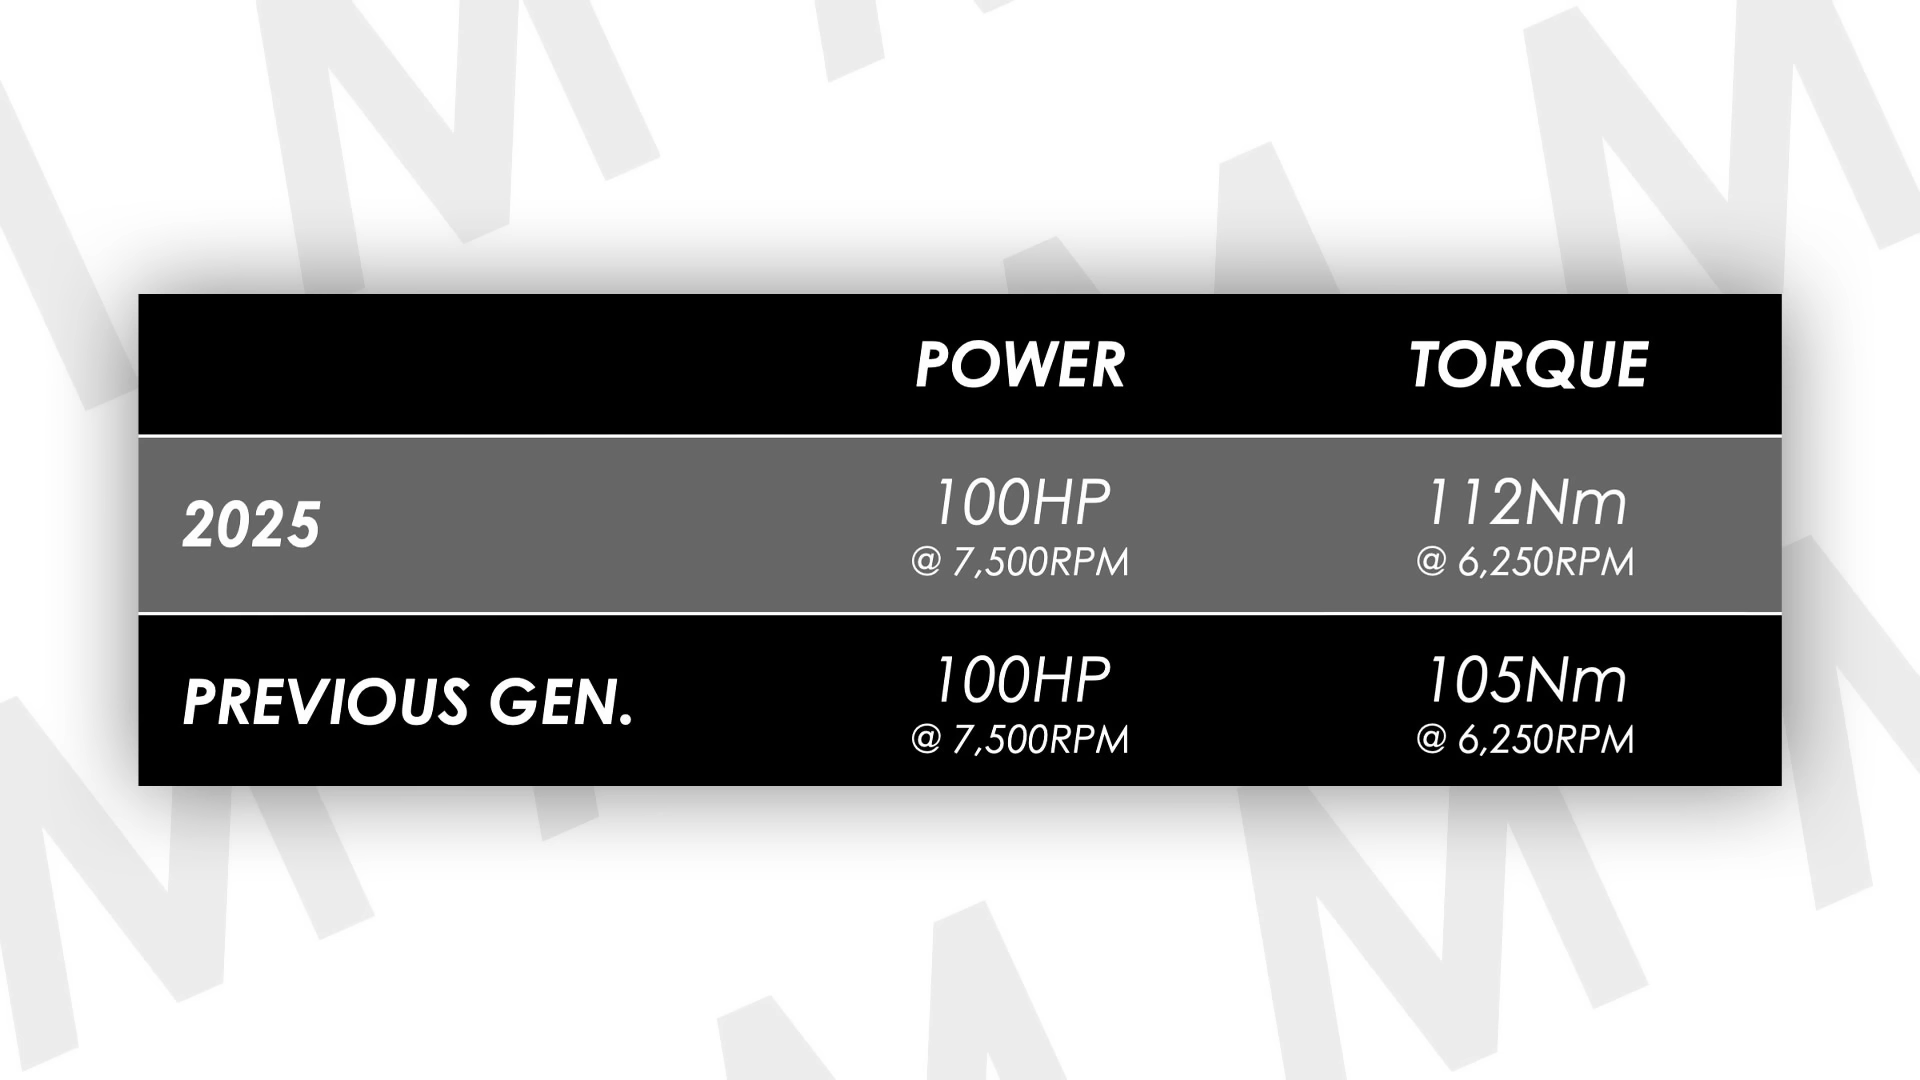 POWER TORQUE
2025 100HP 112Nm
@ 7,500RPM @ 6,250RPM
PREVIOUS GEN. 100HP 105Nm
@ 7,500RPM @ 6,250RPM